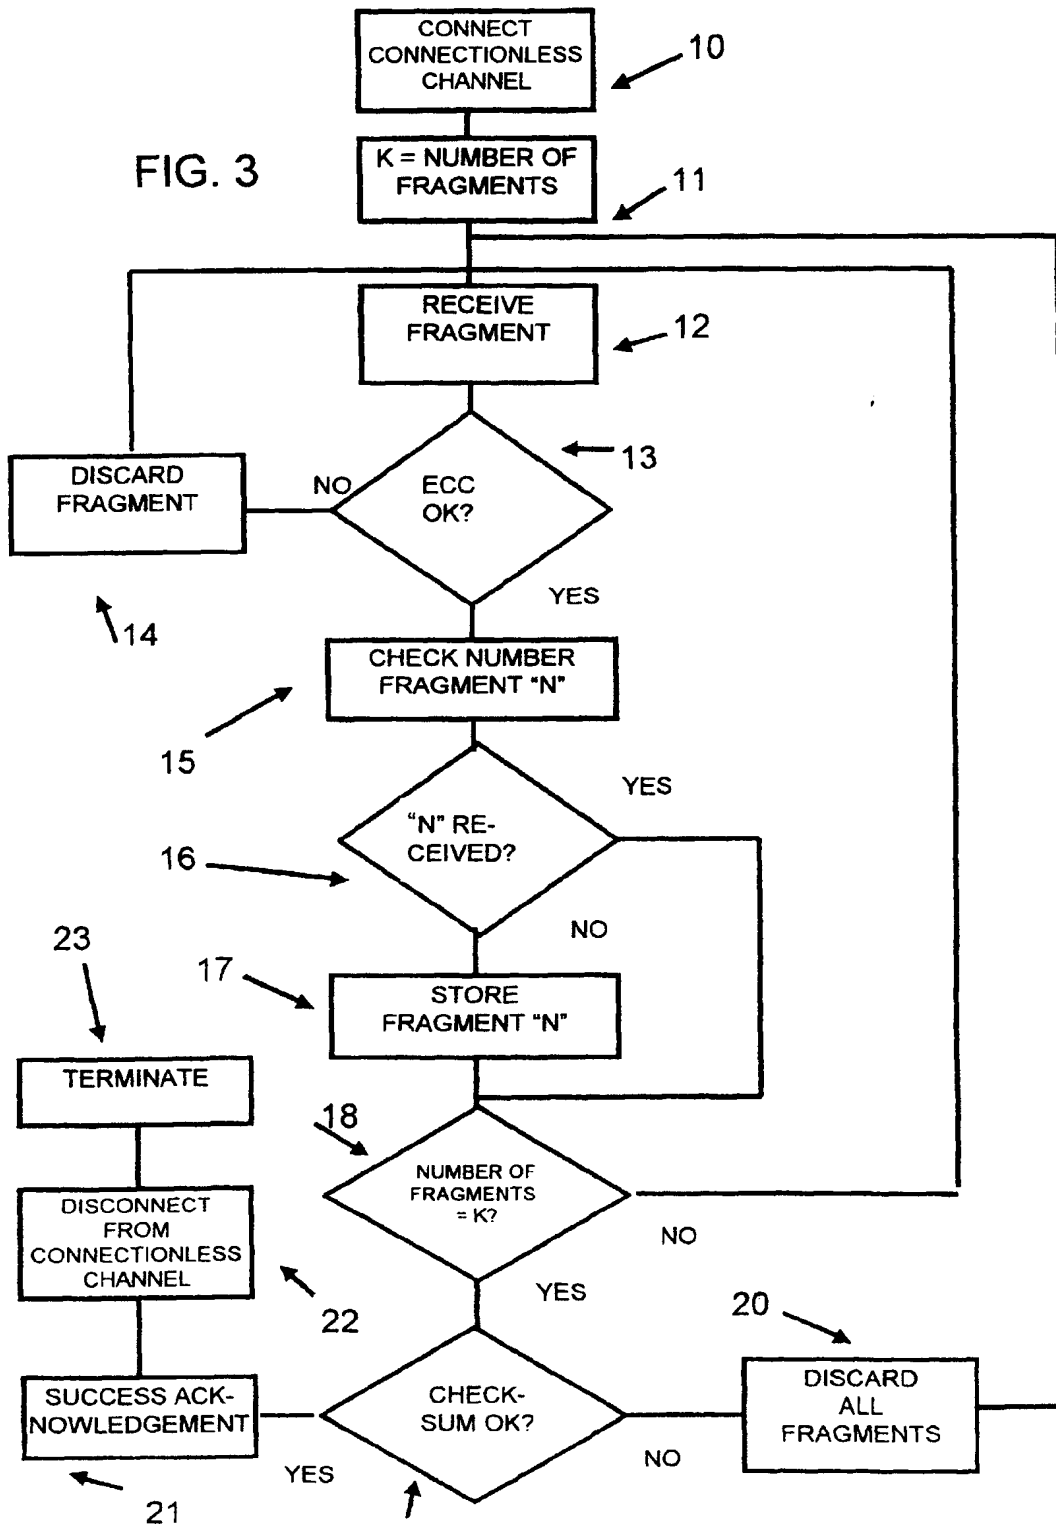 CONNECT
CONNECTIONLESS
CHANNEL
10
FIG. 3
K = NUMBER OF
FRAGMENTS
11
RECEIVE
FRAGMENT
12
13
DISCARD
FRAGMENT
NO
ECC
OK?
14
YES
CHECK NUMBER
FRAGMENT "N"
15
YES
"N" RE-
CEIVED?
16
NO
23
17
STORE
FRAGMENT "N"
TERMINATE
18
NUMBER OF
FRAGMENTS
= K?
NO
DISCONNECT
FROM
CONNECTIONLESS
CHANNEL
22
YES
20
SUCCESS ACK-
NOWLEDGEMENT
CHECK-
SUM OK?
DISCARD
ALL
FRAGMENTS
21
YES
NO